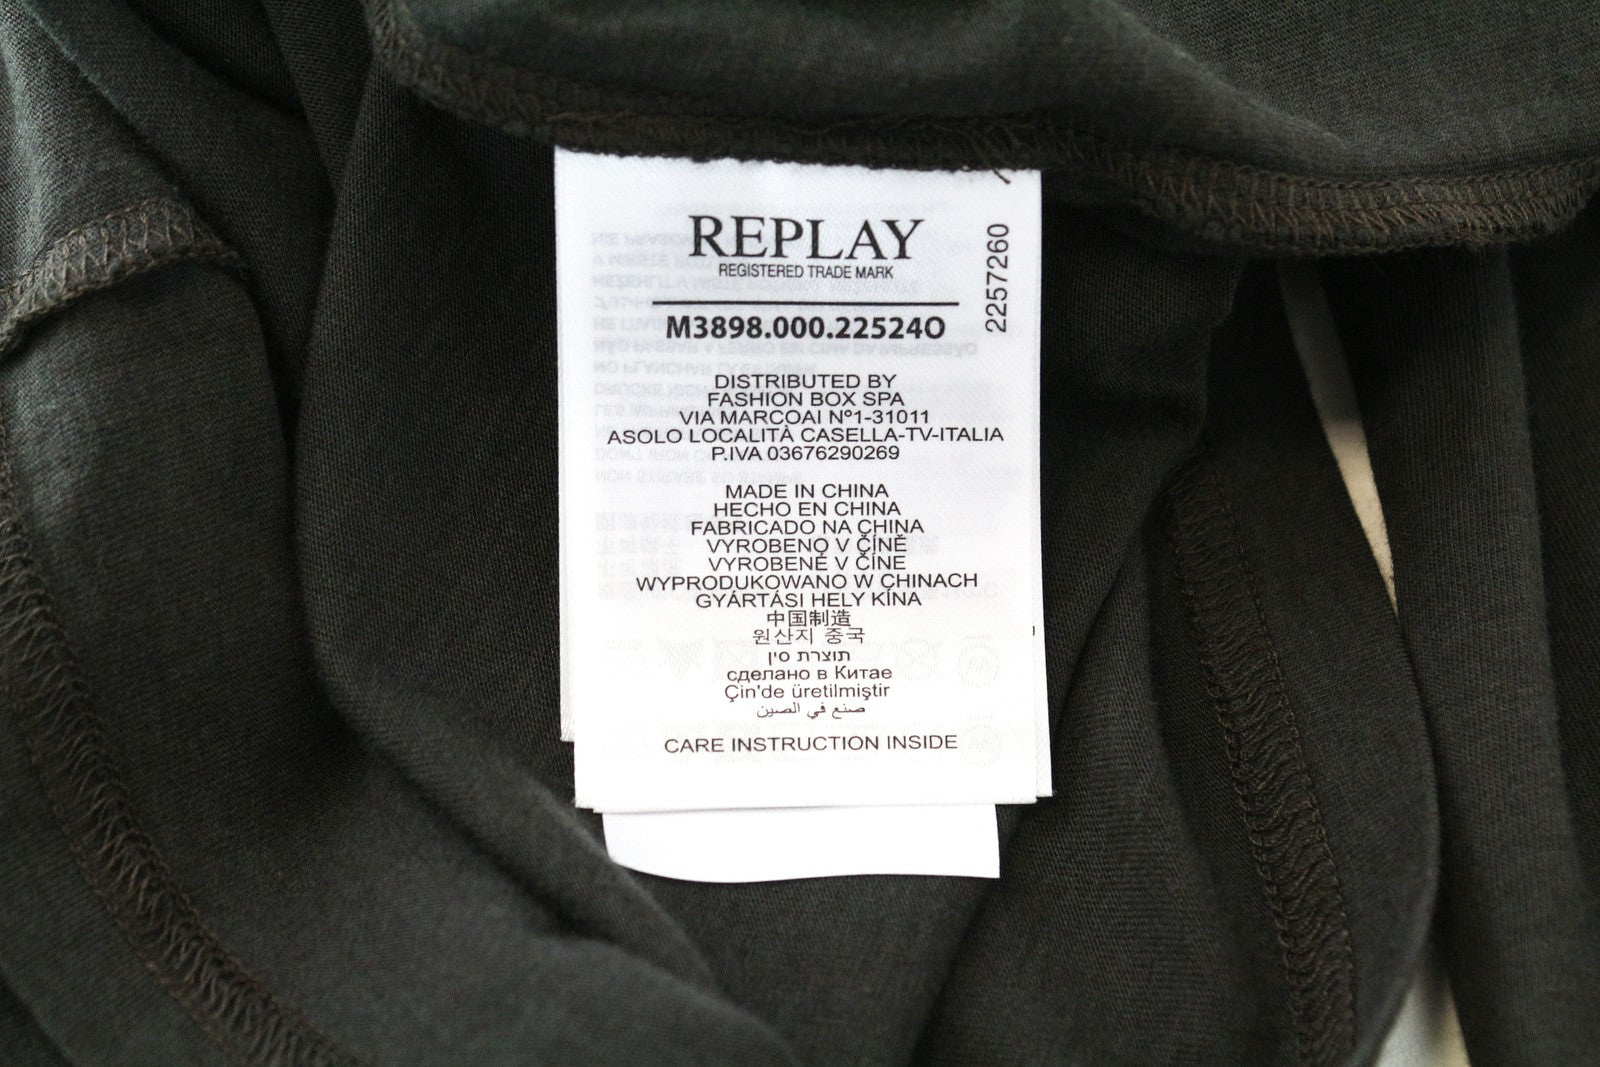 REPLAY
REGISTERED TRADE MARK
M3898.000.22524O
2257260
DISTRIBUTED BY
FASHION BOX SPA
VIA MARCOAI Nº1-31011
ASOLO LOCALITÀ CASELLA-TV-ITALIA
P.IVA 03676290269
MADE IN CHINA
HECHO EN CHINA
FABRICADO NA CHINA
VYROBENO V ČÍNĚ
VYROBENÉ V ČÍNE
WYPRODUKOWANO W CHINACH
GYÁRTÁSI HELY KÍNA
中国制造
원산지 중국
תוצרת סין
сделано в Китае
Çin'de üretilmiştir
صنع في الصين
CARE INSTRUCTION INSIDE